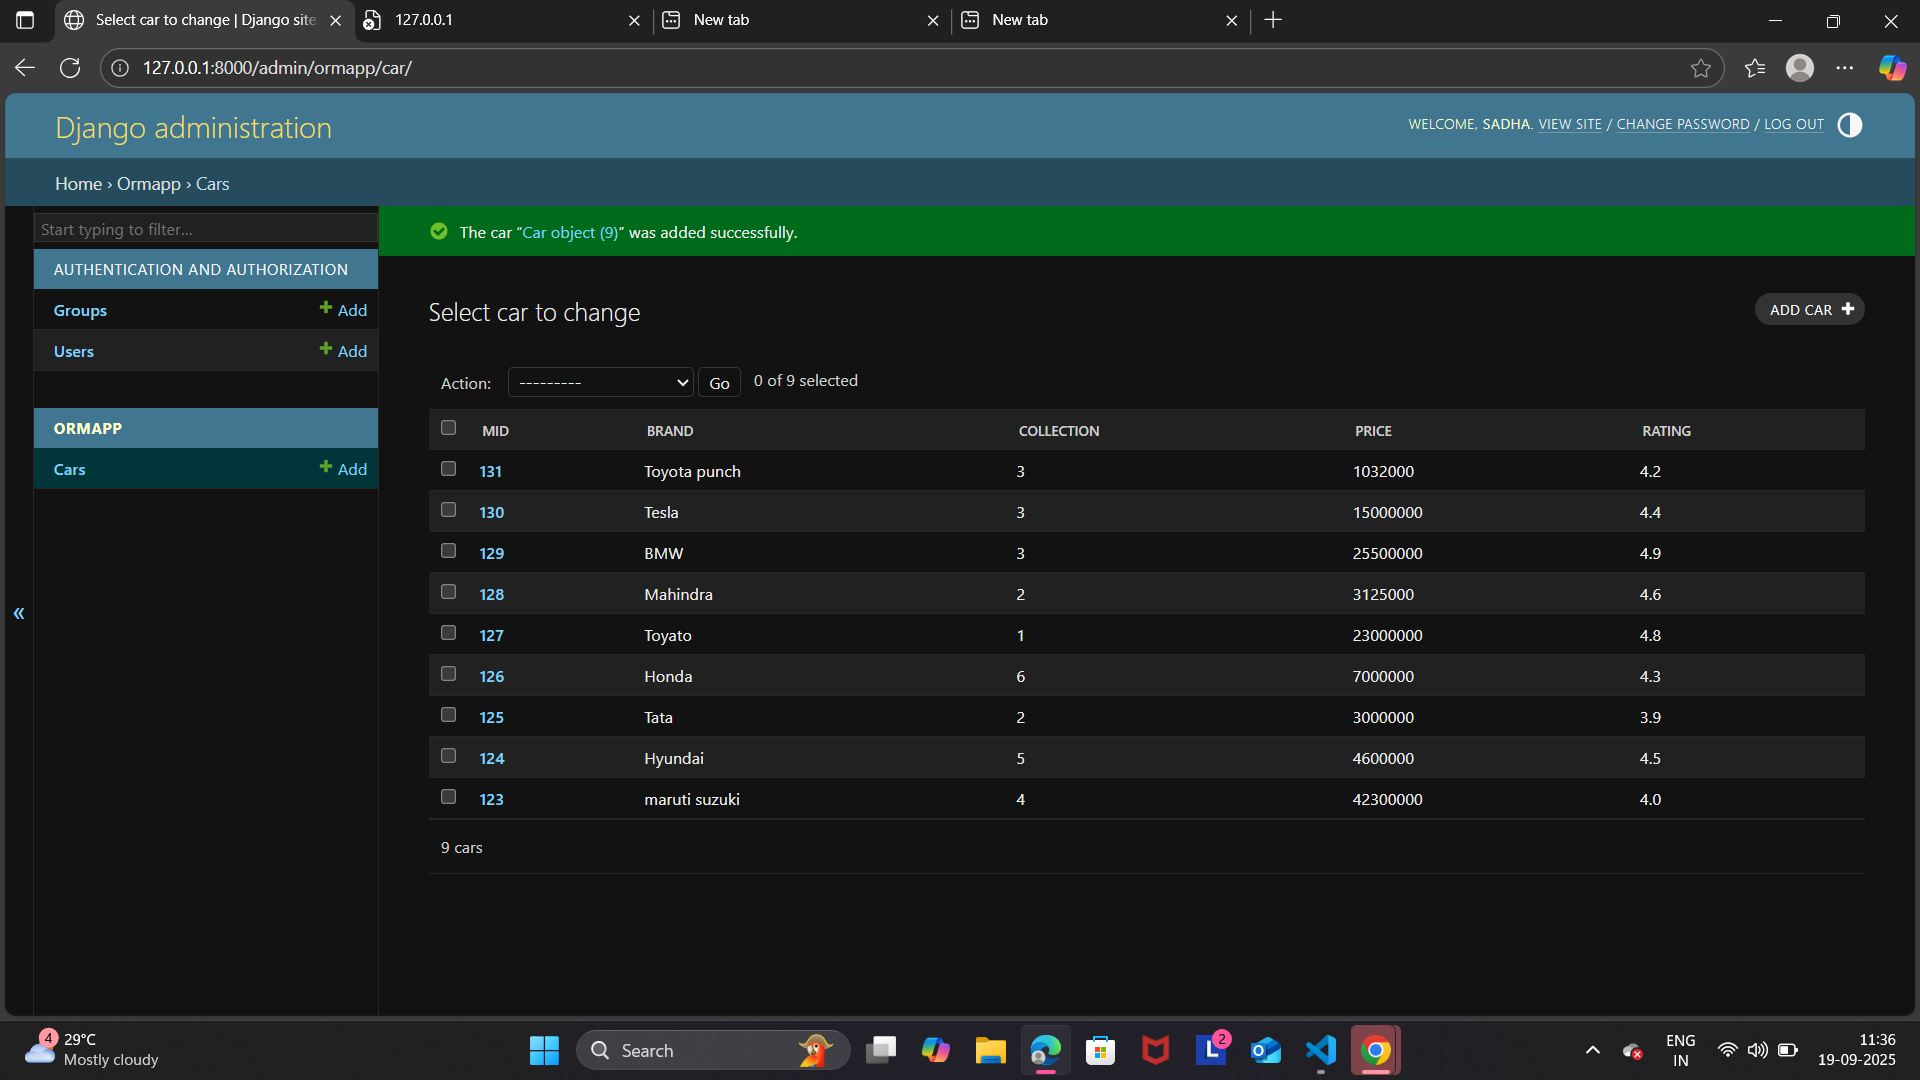 Select car to change | Django site
127.0.0.1
New tab
New tab
127.0.0.1:8000/admin/ormapp/car/
Django administration
WELCOME, SADHA. VIEW SITE / CHANGE PASSWORD / LOG OUT
Home › Ormapp › Cars
Start typing to filter...
The car “Car object (9)” was added successfully.
AUTHENTICATION AND AUTHORIZATION
Groups + Add
Users + Add
ORMAPP
Cars + Add
Select car to change
ADD CAR +
Action: --------- Go 0 of 9 selected
MID BRAND COLLECTION PRICE RATING
131 Toyota punch 3 1032000 4.2
130 Tesla 3 15000000 4.4
129 BMW 3 25500000 4.9
128 Mahindra 2 3125000 4.6
127 Toyato 1 23000000 4.8
126 Honda 6 7000000 4.3
125 Tata 2 3000000 3.9
124 Hyundai 5 4600000 4.5
123 maruti suzuki 4 42300000 4.0
9 cars
«
4
29°C
Mostly cloudy
Search
L
2
ENG
IN
11:36
19-09-2025